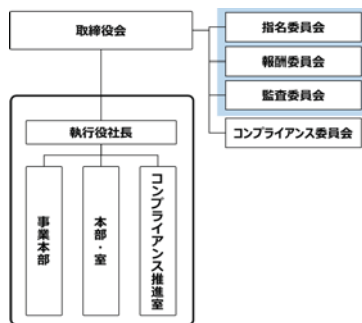 取締役会
指名委員会
報酬委員会
監査委員会
コンプライアンス委員会
執行役社長
事業本部
本部・室
コンプライアンス推進室